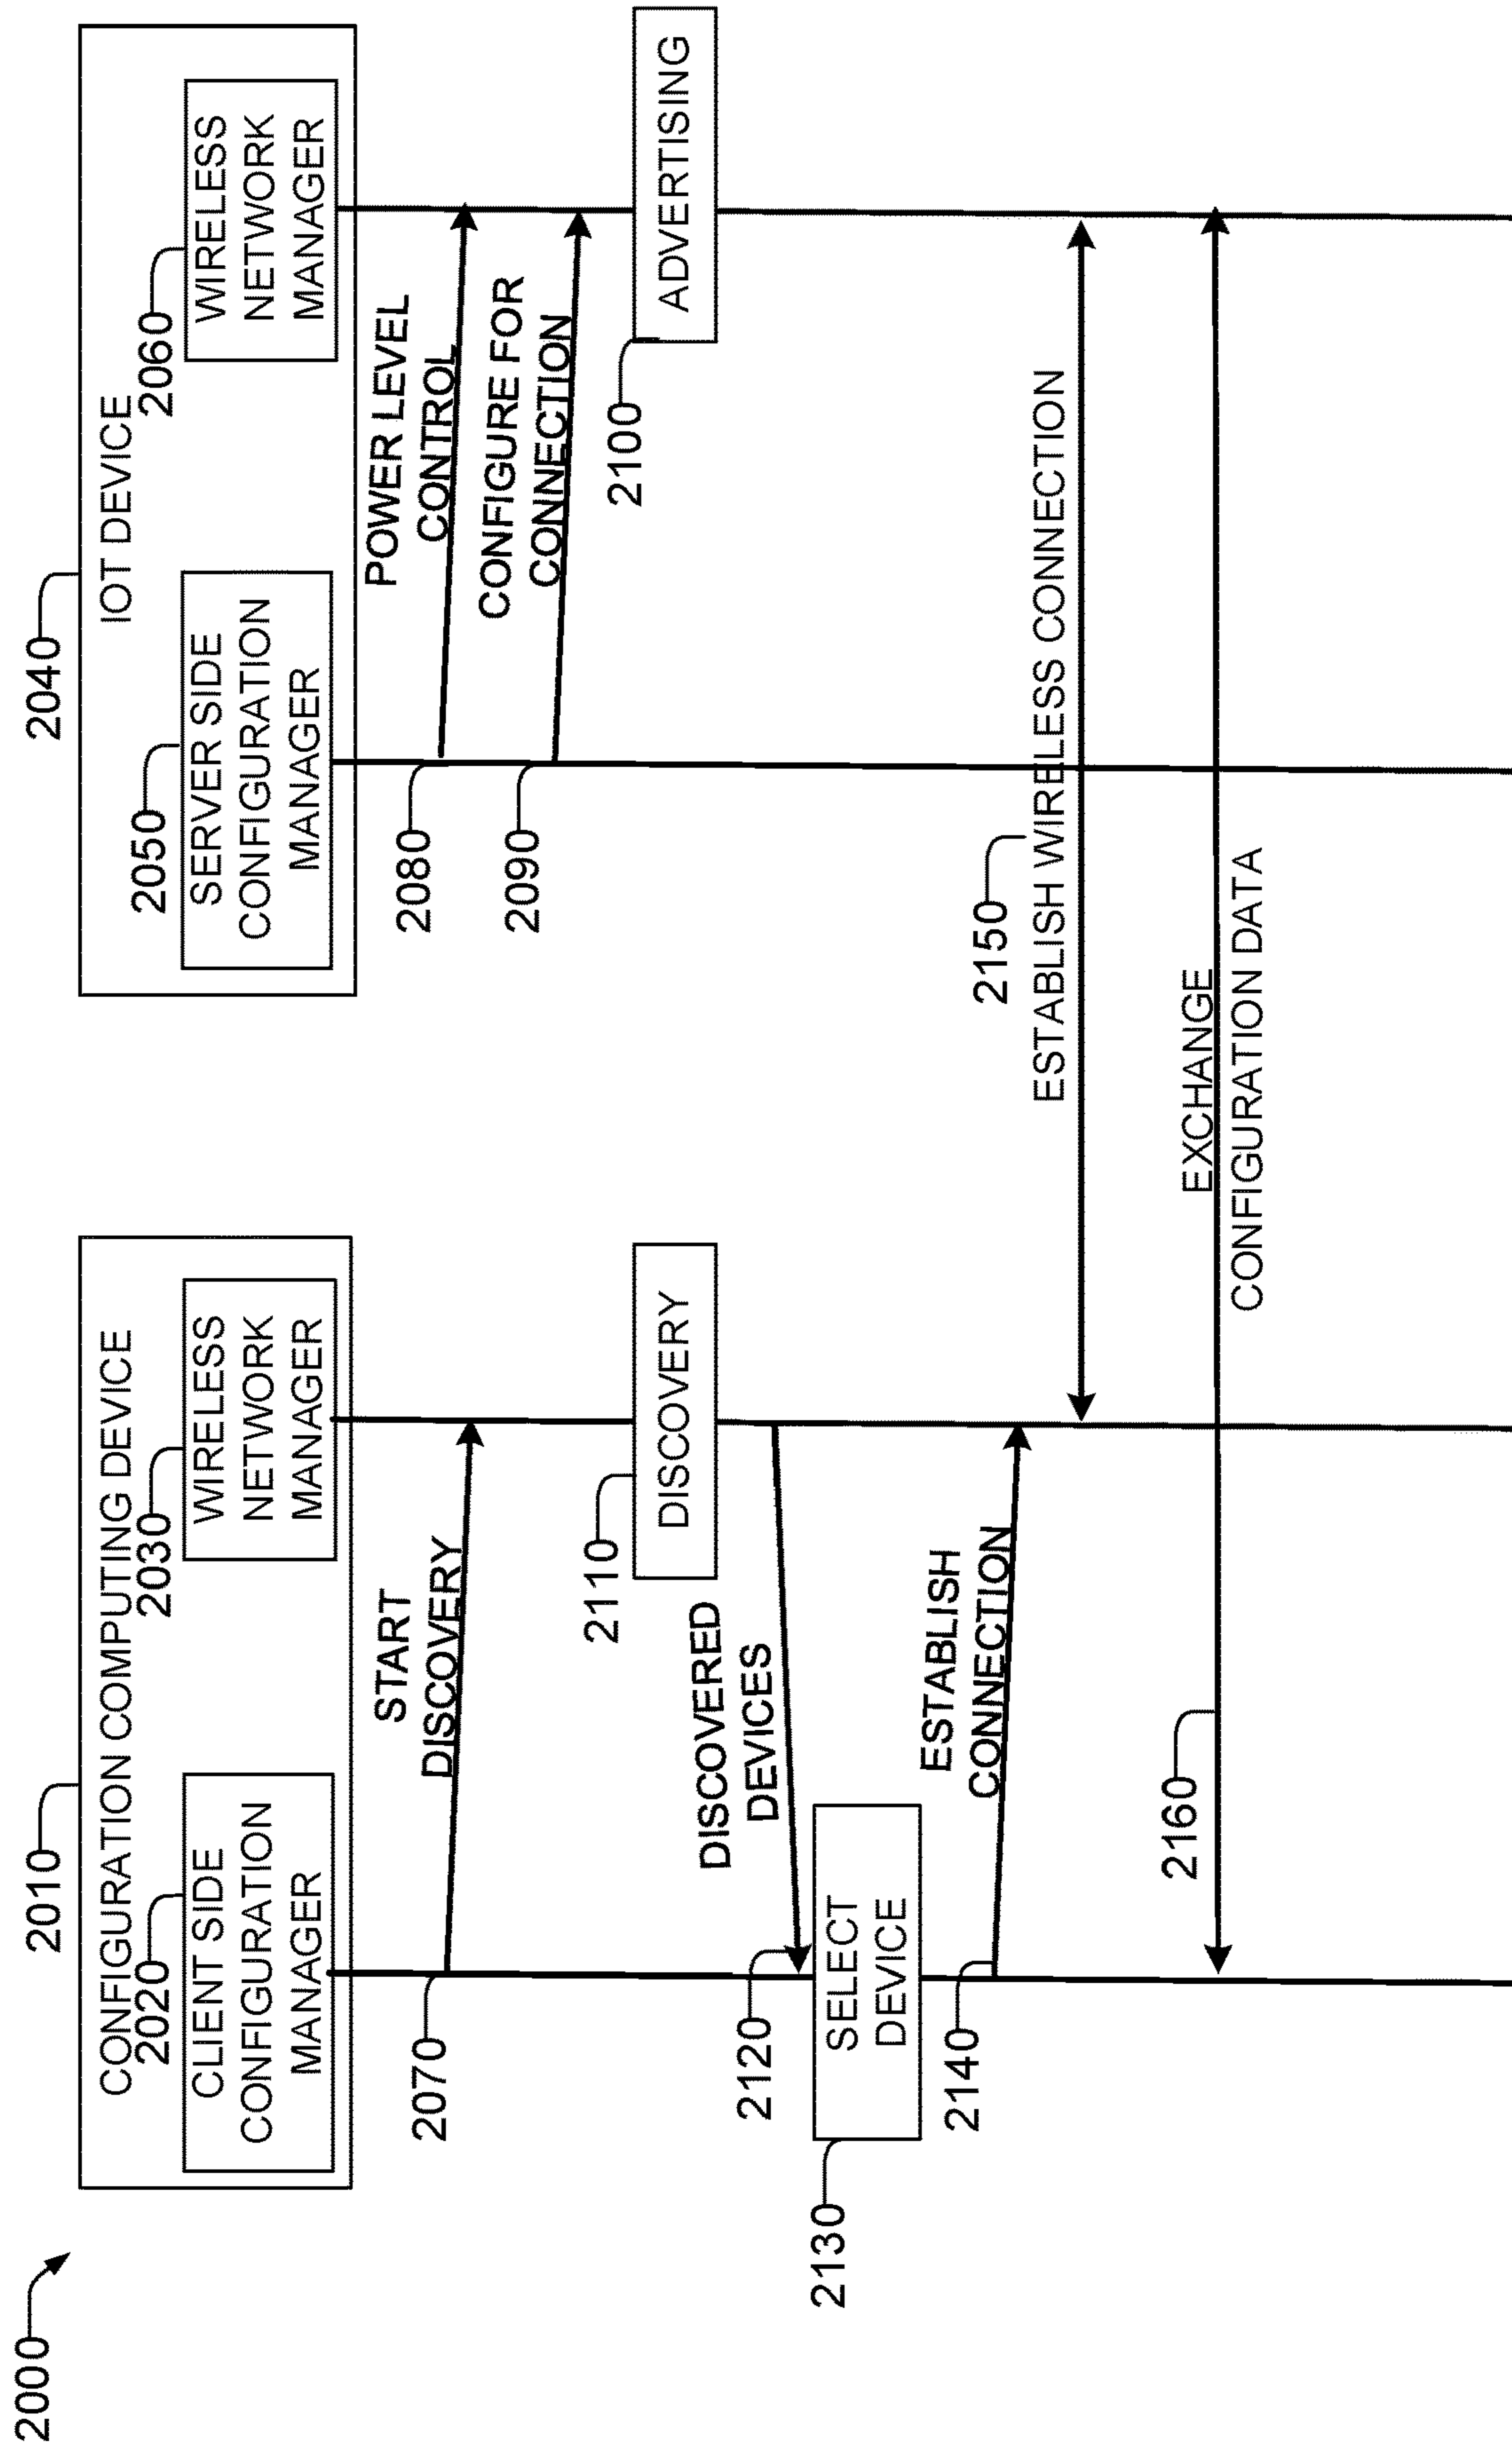 2000
2010
CONFIGURATION COMPUTING DEVICE
2020
CLIENT SIDE
CONFIGURATION
MANAGER
2030
WIRELESS
NETWORK
MANAGER
2040
IOT DEVICE
2050
SERVER SIDE
CONFIGURATION
MANAGER
2060
WIRELESS
NETWORK
MANAGER
2070
START
DISCOVERY
2080
POWER LEVEL
CONTROL
2090
CONFIGURE FOR
CONNECTION
2110
DISCOVERY
2100
ADVERTISING
2120
DISCOVERED
DEVICES
2130
SELECT
DEVICE
2140
ESTABLISH
CONNECTION
2150
ESTABLISH WIRELESS CONNECTION
2160
EXCHANGE
CONFIGURATION DATA